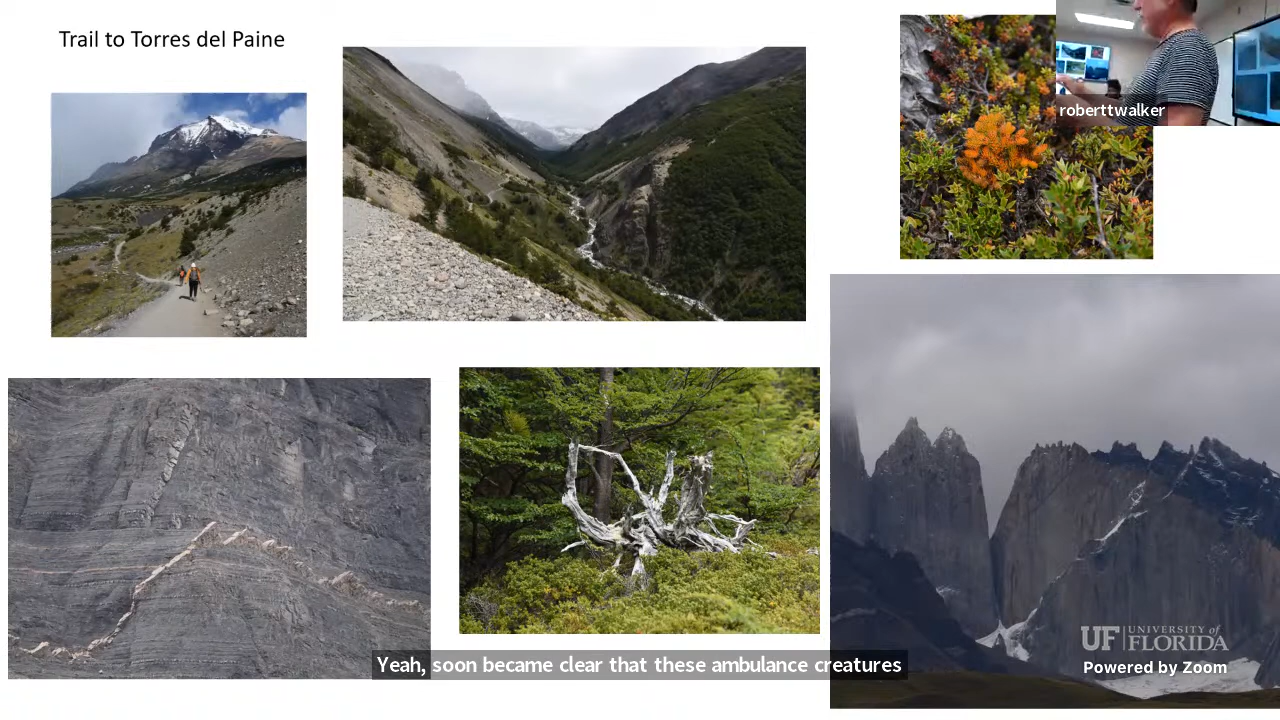 Trail to Torres del Paine
roberttwalker
UF UNIVERSITY of FLORIDA
Powered by Zoom
Yeah, soon became clear that these ambulance creatures